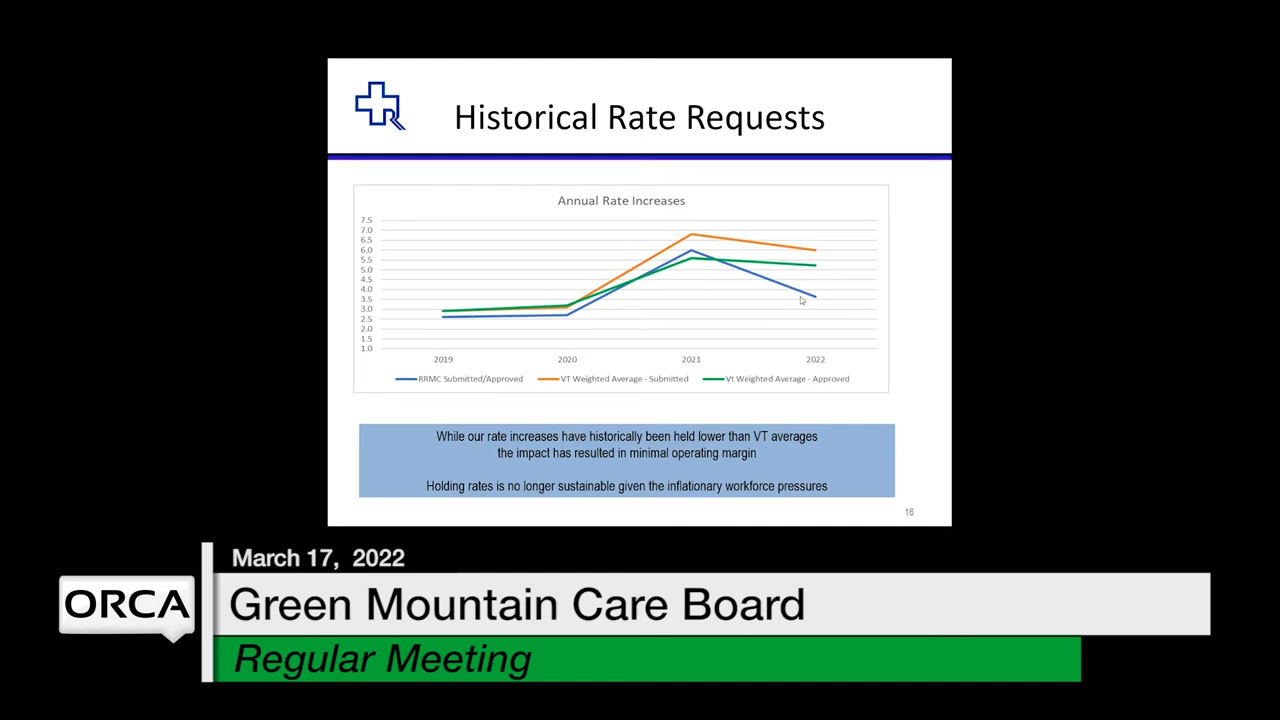 Historical Rate Requests
Annual Rate Increases
7.5
7.0
6.5
6.0
5.5
5.0
4.5
4.0
3.5
3.0
2.5
2.0
1.5
1.0
2019 2020 2021 2022
RRMC Submitted/Approved VT Weighted Average - Submitted Vt Weighted Average - Approved
While our rate increases have historically been held lower than VT averages
the impact has resulted in minimal operating margin
Holding rates is no longer sustainable given the inflationary workforce pressures
16
March 17, 2022
ORCA
Green Mountain Care Board
Regular Meeting